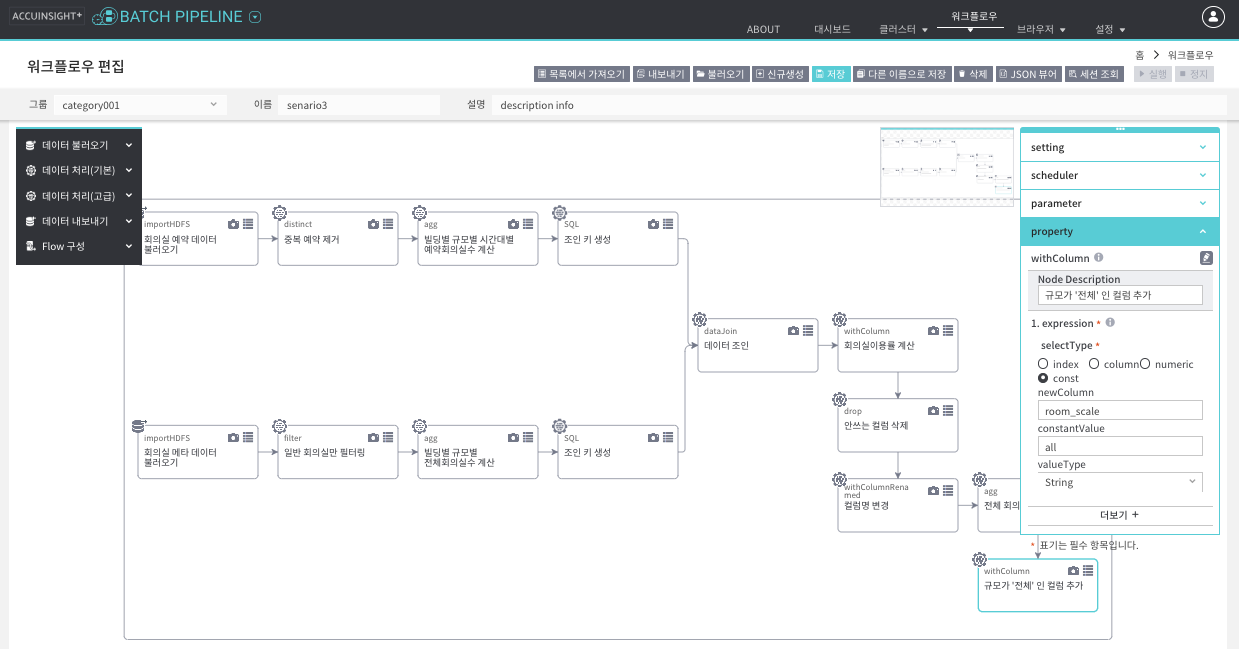 ACCUINSIGHT+
BATCH PIPELINE
ABOUT
대시보드
클러스터
워크플로우
브라우저
설정
홈 > 워크플로우
워크플로우 편집
목록에서 가져오기
내보내기
불러오기
신규생성
저장
다른 이름으로 저장
삭제
JSON 뷰어
세션 조회
실행
정지
그룹
category001
이름
senario3
설명
description info
데이터 불러오기
데이터 처리(기본)
데이터 처리(고급)
데이터 내보내기
Flow 구성
importHDFS
회의실 예약 데이터
불러오기
distinct
중복 예약 제거
agg
빌딩별 규모별 시간대별
예약회의실수 계산
SQL
조인 키 생성
dataJoin
데이터 조인
withColumn
회의실이용률 계산
drop
안쓰는 컬럼 삭제
importHDFS
회의실 메타 데이터
불러오기
filter
일반 회의실만 필터링
agg
빌딩별 규모별
전체회의실수 계산
SQL
조인 키 생성
withColumnRena
med
컬럼명 변경
agg
전체 회의
withColumn
규모가 '전체' 인 컬럼 추가
setting
scheduler
parameter
property
withColumn
Node Description
규모가 '전체' 인 컬럼 추가
1. expression *
selectType *
index column numeric
const
newColumn
room_scale
constantValue
all
valueType
String
더보기 +
* 표기는 필수 항목입니다.